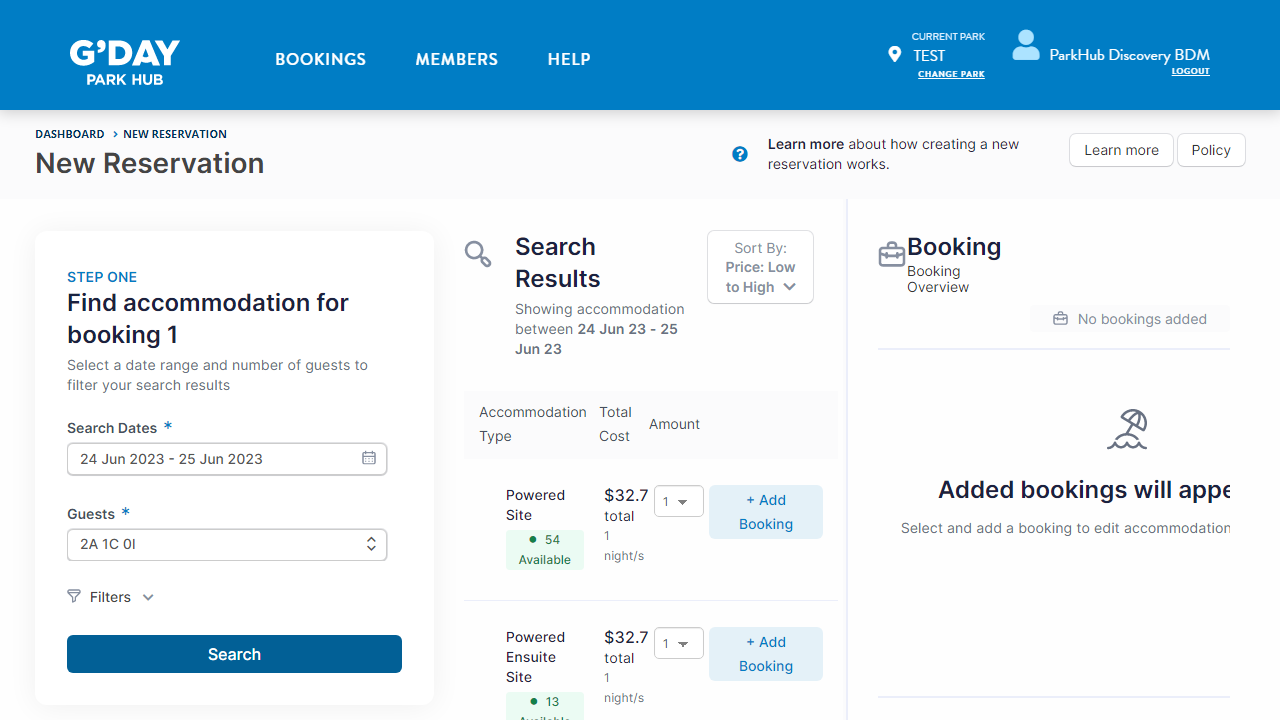 G'DAY
PARK HUB
BOOKINGS
MEMBERS
HELP
CURRENT PARK
TEST
CHANGE PARK
ParkHub Discovery BDM
LOGOUT
DASHBOARD > NEW RESERVATION
New Reservation
Learn more about how creating a new
reservation works.
Learn more
Policy
STEP ONE
Find accommodation for
booking 1
Select a date range and number of guests to
filter your search results
Search Dates *
24 Jun 2023 - 25 Jun 2023
Guests *
2A 1C 0I
Filters
Search
Search
Results
Showing accommodation
between 24 Jun 23 - 25
Jun 23
Sort By:
Price: Low
to High
Accommodation
Type
Total
Cost
Amount
Powered
Site
54
Available
$32.7
total
1
night/s
1
+ Add
Booking
Powered
Ensuite
Site
13
Available
$32.7
total
1
night/s
1
+ Add
Booking
Booking
Booking
Overview
No bookings added
Added bookings will appe
Select and add a booking to edit accommodation